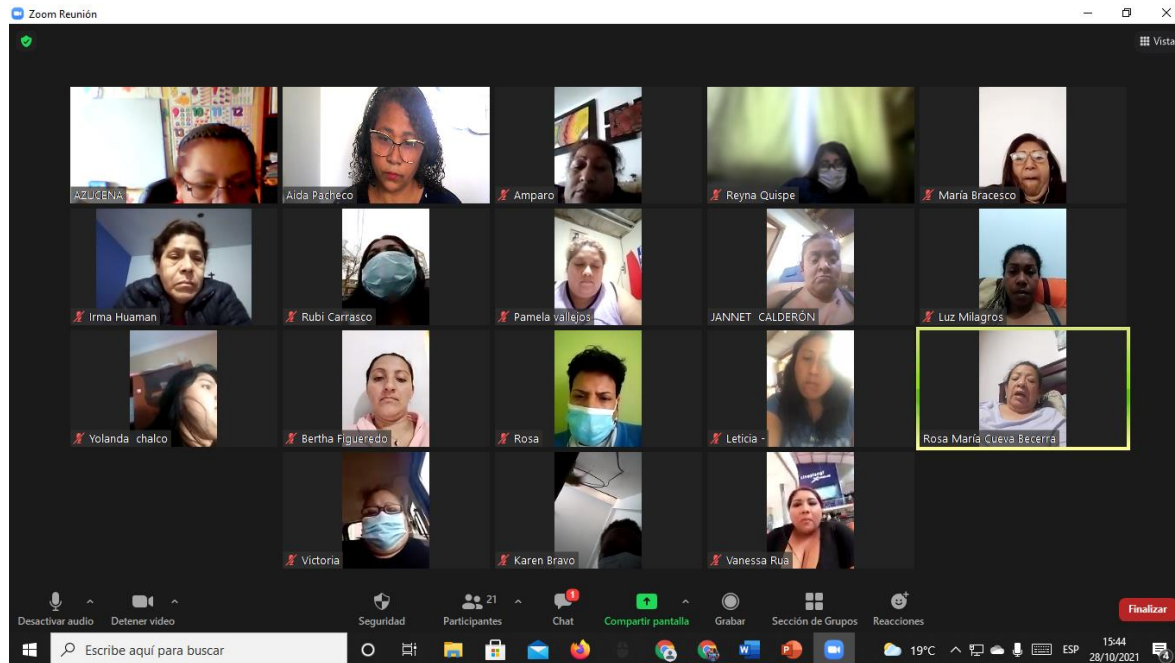 Zoom Reunión
Vista
AZUCENA
Aida Pacheco
Amparo
Reyna Quispe
María Bracesco
Irma Huaman
Rubi Carrasco
Pamela vallejos
JANNET CALDERÓN
Luz Milagros
Yolanda chalco
Bertha Figueredo
Rosa
Leticia -
Rosa María Cueva Becerra
Victoria
Karen Bravo
Vanessa Rua
21
1
Desactivar audio
Detener video
Seguridad
Participantes
Chat
Compartir pantalla
Grabar
Sección de Grupos
Reacciones
Finalizar
Escribe aquí para buscar
19°C
ESP
15:44
28/10/2021
4